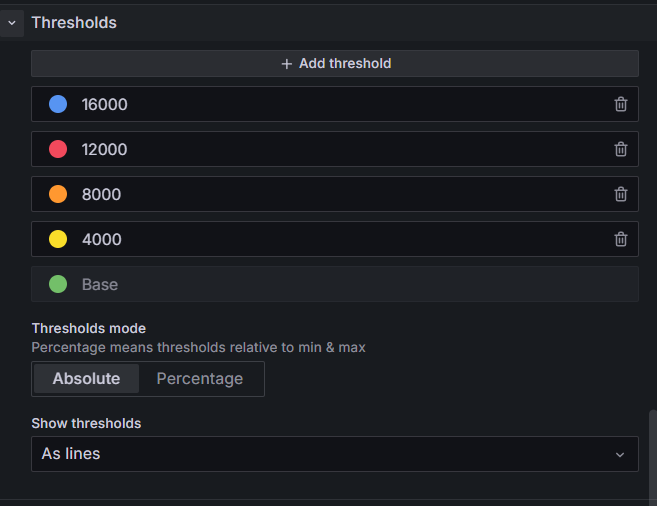 Thresholds
+ Add threshold
16000
12000
8000
4000
Base
Thresholds mode
Percentage means thresholds relative to min & max
Absolute Percentage
Show thresholds
As lines